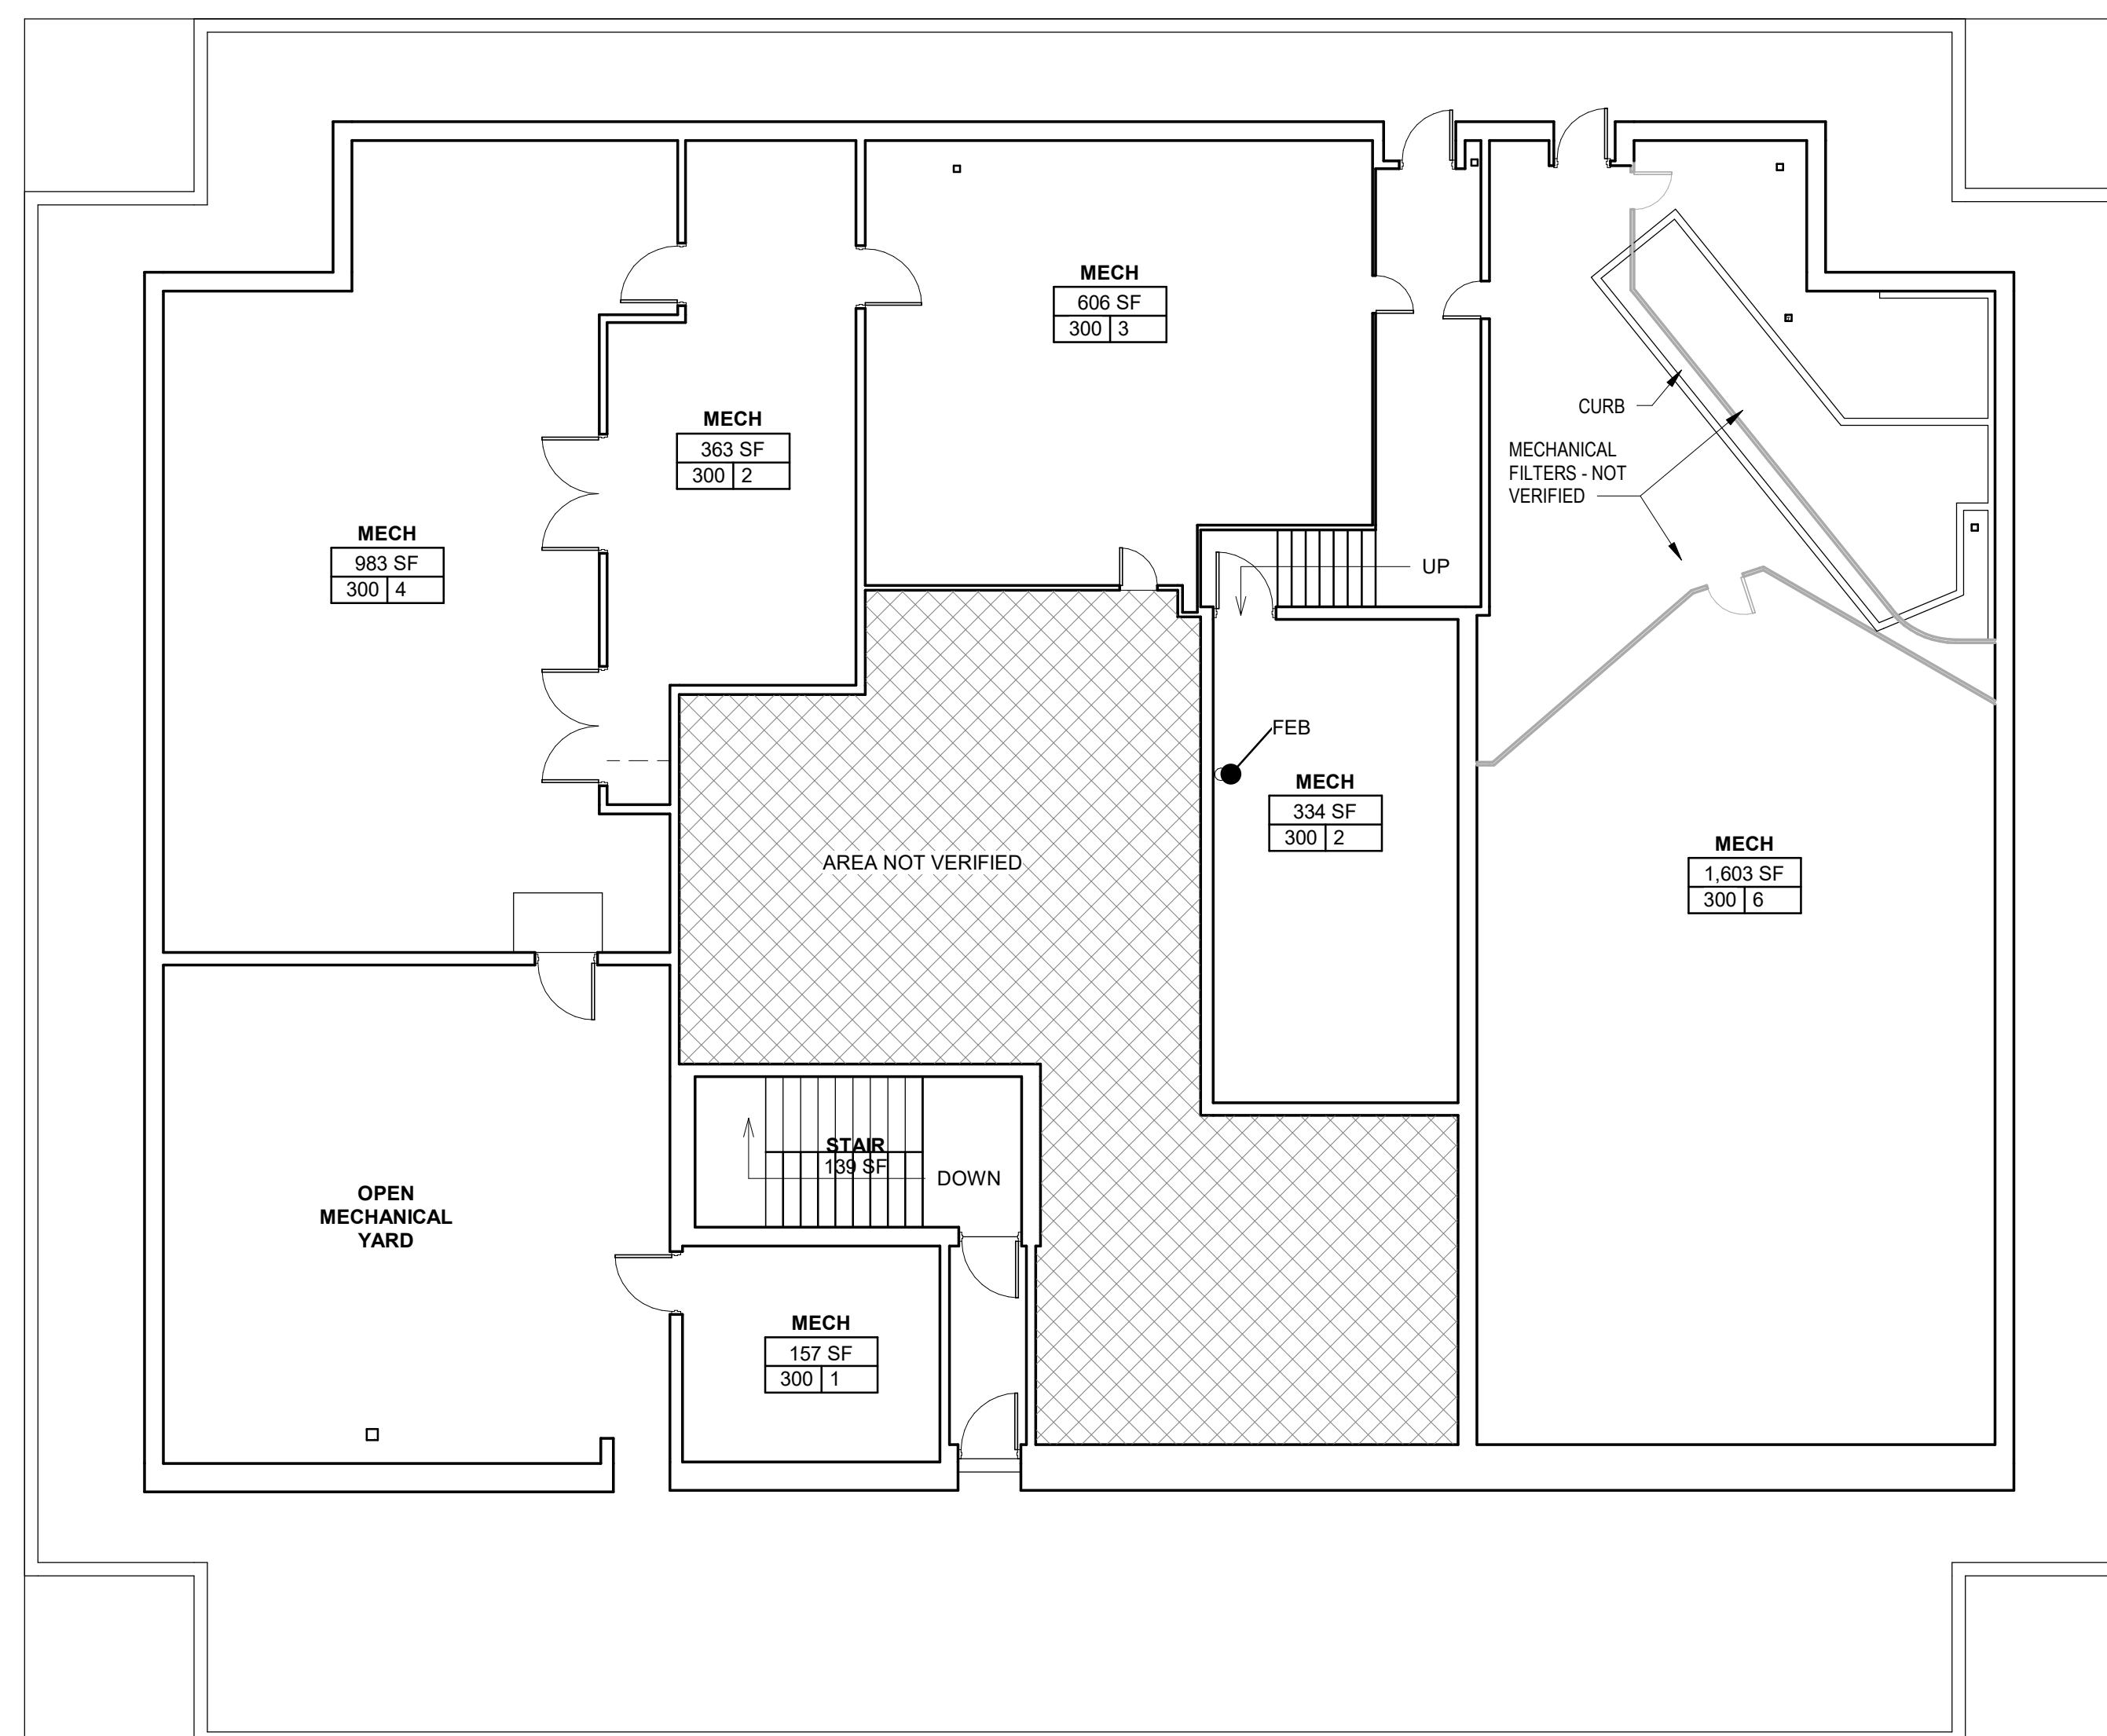 MECH
606 SF
300 3
CURB
MECHANICAL
FILTERS - NOT
VERIFIED
MECH
363 SF
300 2
MECH
983 SF
300 4
UP
FEB
MECH
334 SF
300 2
MECH
1,603 SF
300 6
AREA NOT VERIFIED
STAIR
139 SF
DOWN
OPEN
MECHANICAL
YARD
MECH
157 SF
300 1